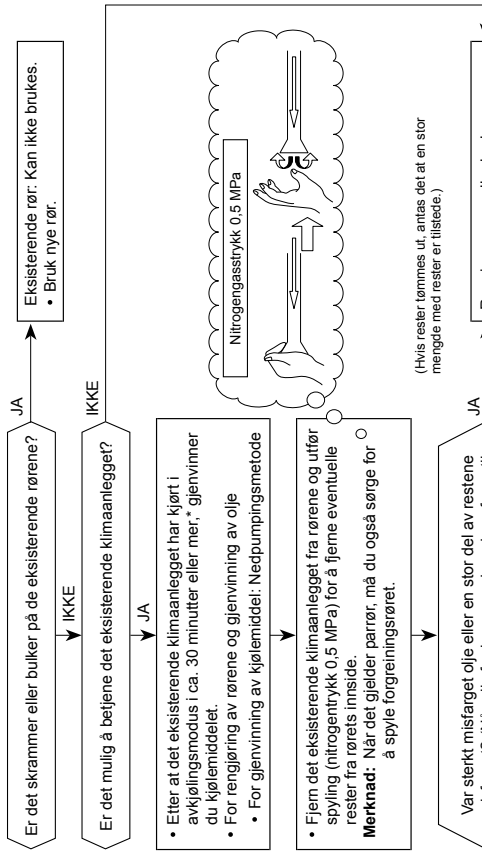 Er det skrammer eller bulker på de eksisterende rørene?
JA
Eksisterende rør: Kan ikke brukes.
• Bruk nye rør.
IKKE
Er det mulig å betjene det eksisterende klimaanlegget?
IKKE
JA
• Etter at det eksisterende klimaanlegget har kjørt i
avkjølingsmodus i ca. 30 minutter eller mer,* gjenvinner
du kjølemiddelet.
• For rengjøring av rørene og gjenvinning av olje
• For gjenvinning av kjølemiddel: Nedpumpingsmetode
Nitrogengasstrykk 0,5 MPa
• Fjern det eksisterende klimaanlegget fra rørene og utfør
spyling (nitrogentrykk 0,5 MPa) for å fjerne eventuelle
rester fra rørets innside.
Merknad: Når det gjelder parrør, må du også sørge for
å spyle forgreiningsrøret.
(Hvis rester tømmes ut, antas det at en stor
mengde med rester er tilstede.)
JA
Var sterkt misfarget olje eller en stor del av restene